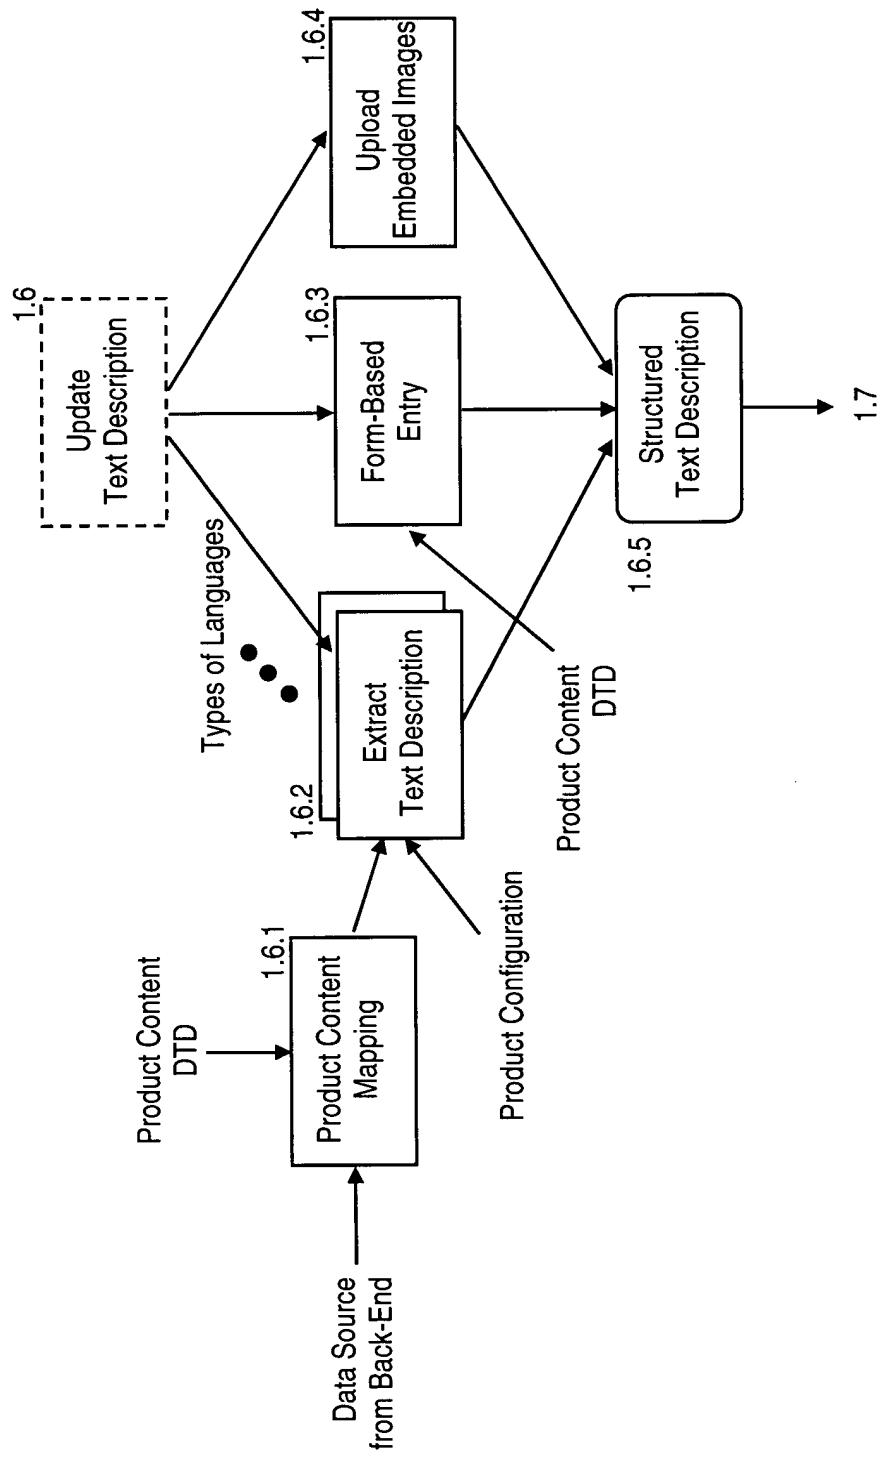 1.6
Update
Text Description
Types of Languages
1.6.4
Upload
Embedded Images
1.6.3
Form-Based
Entry
1.6.2
Extract
Text Description
Product Content
DTD
1.6.1
Product Content
Mapping
Data Source
from Back-End
Product Configuration
Product Content
DTD
1.6.5
Structured
Text Description
1.7